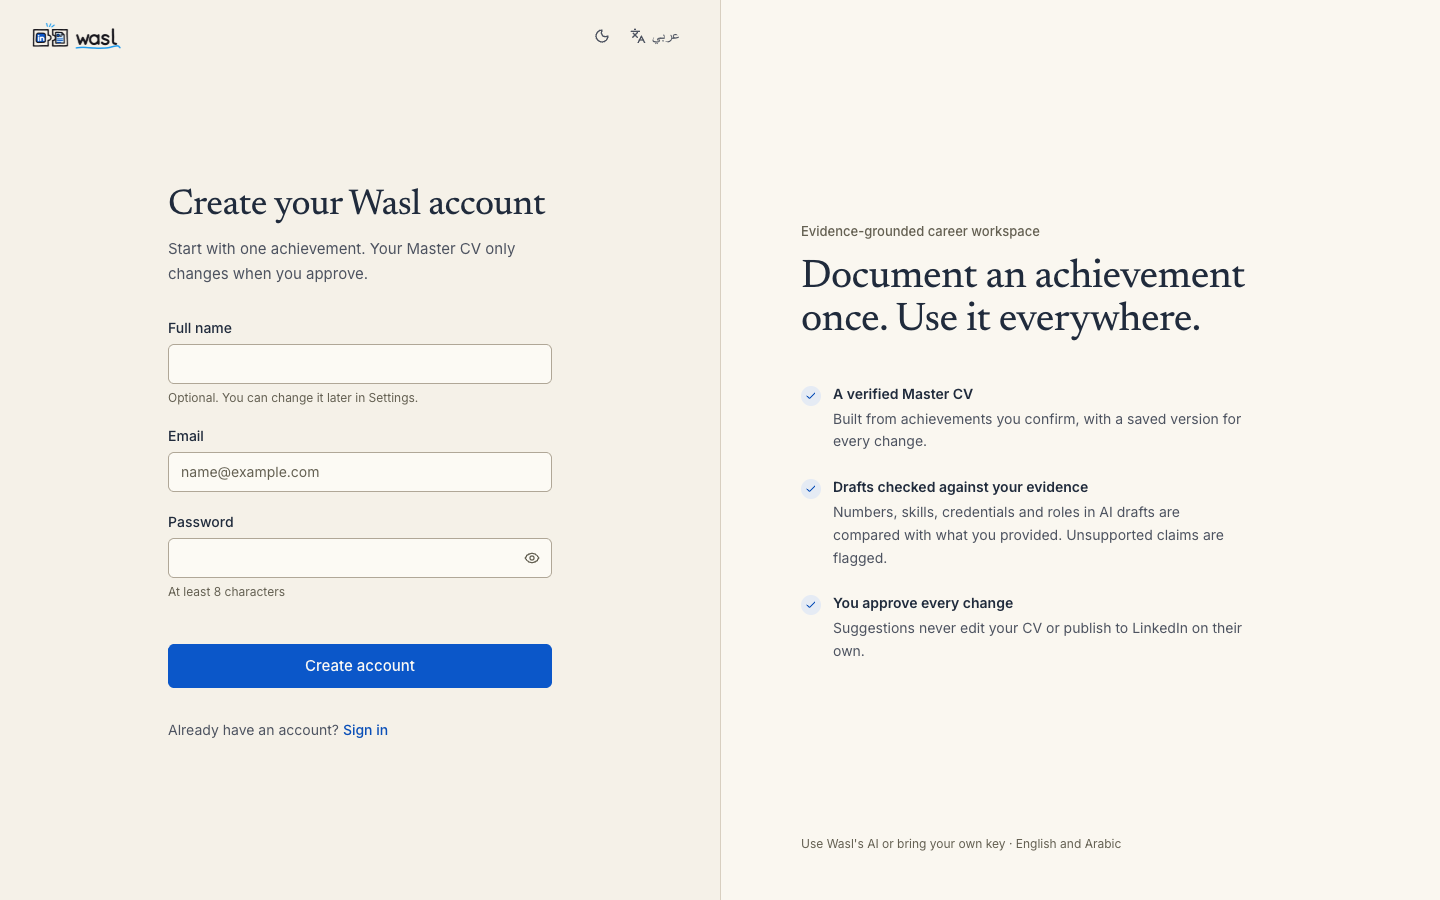 wasl
عربي
Create your Wasl account
Start with one achievement. Your Master CV only
changes when you approve.
Full name
Optional. You can change it later in Settings.
Email
name@example.com
Password
At least 8 characters
Create account
Already have an account? Sign in
Evidence-grounded career workspace
Document an achievement
once. Use it everywhere.
A verified Master CV
Built from achievements you confirm, with a saved version for
every change.
Drafts checked against your evidence
Numbers, skills, credentials and roles in AI drafts are
compared with what you provided. Unsupported claims are
flagged.
You approve every change
Suggestions never edit your CV or publish to LinkedIn on their
own.
Use Wasl's AI or bring your own key · English and Arabic